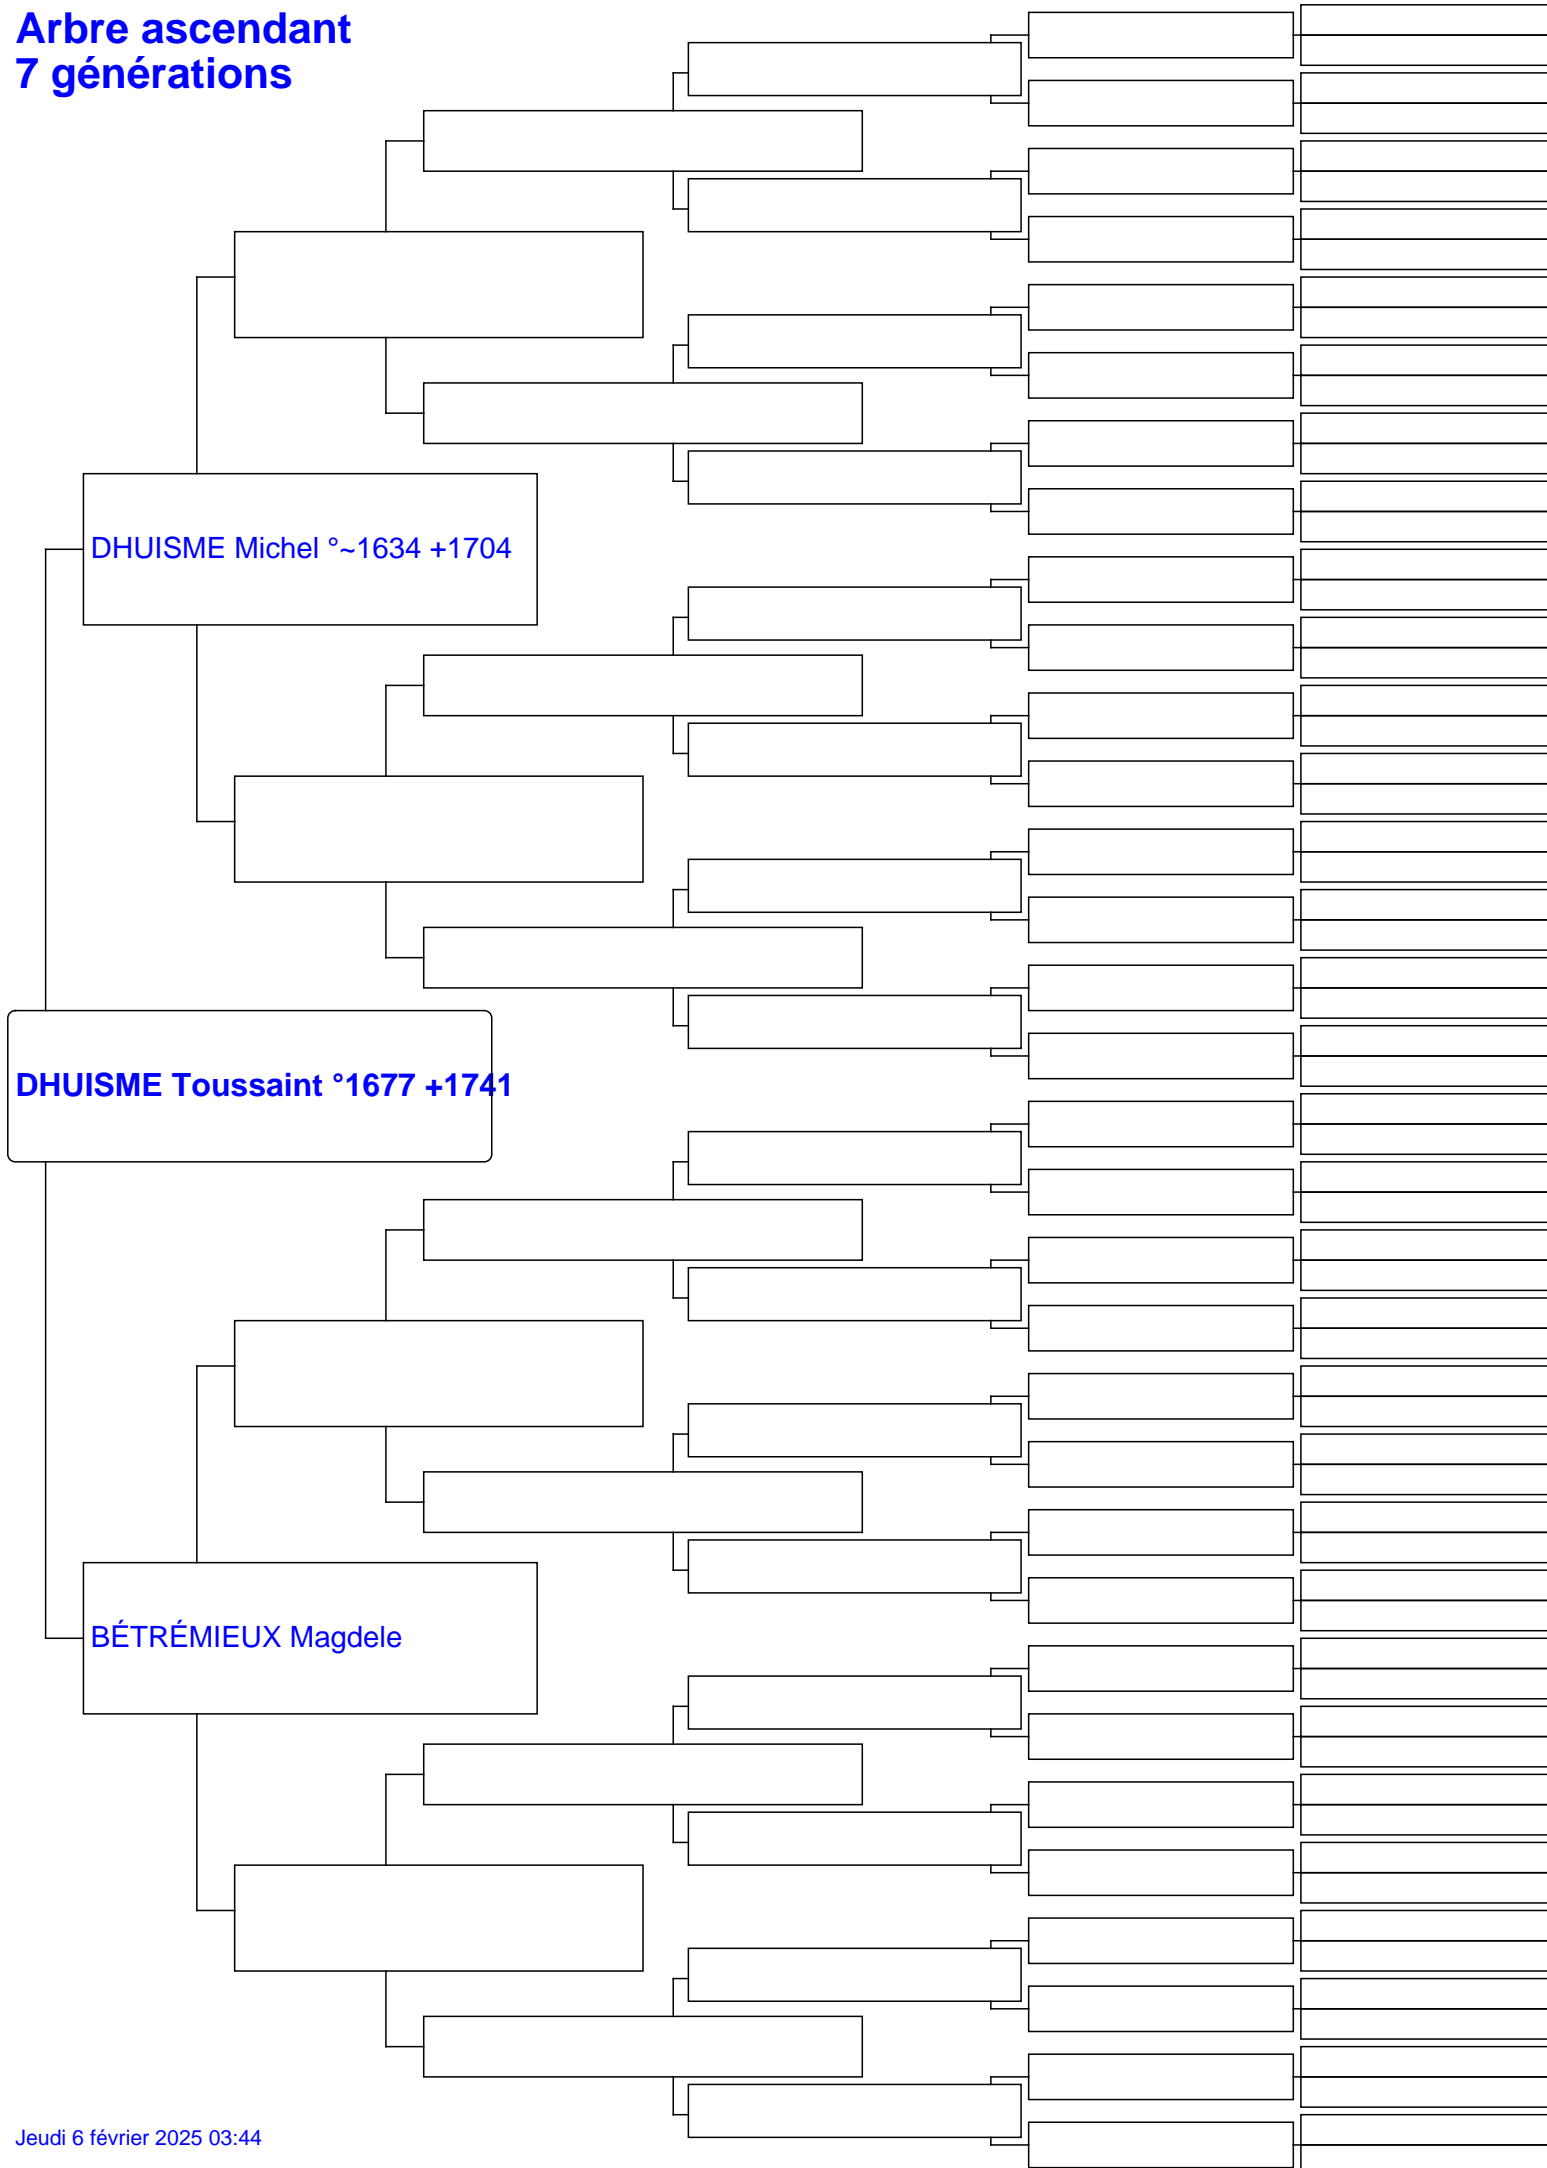 Arbre ascendant
7 générations
DHUISME Michel °~1634 +1704
DHUISME Toussaint °1677 +1741
BÉTRÉMIEUX Magdele
Jeudi 6 février 2025 03:44